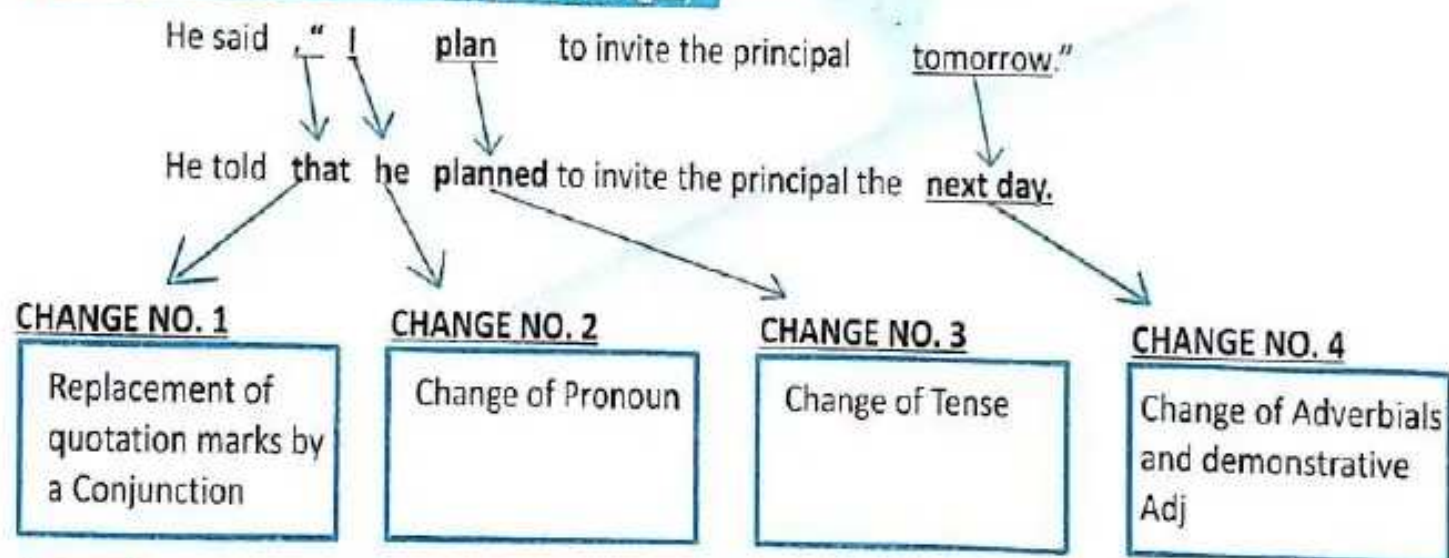 He said ," I plan to invite the principal tomorrow."
He told that he planned to invite the principal the next day.
CHANGE NO. 1
Replacement of
quotation marks by
a Conjunction
CHANGE NO. 2
Change of Pronoun
CHANGE NO. 3
Change of Tense
CHANGE NO. 4
Change of Adverbials
and demonstrative
Adj